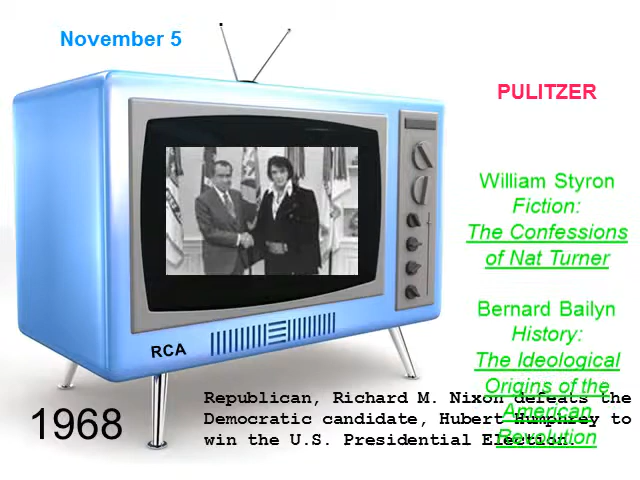 November 5
PULITZER
William Styron
Fiction:
The Confessions
of Nat Turner
Bernard Bailyn
History:
The Ideological
Origins of the
American
Revolution
RCA
1968
Republican, Richard M. Nixon defeats the
Democratic candidate, Hubert Humphrey to
win the U.S. Presidential Election.